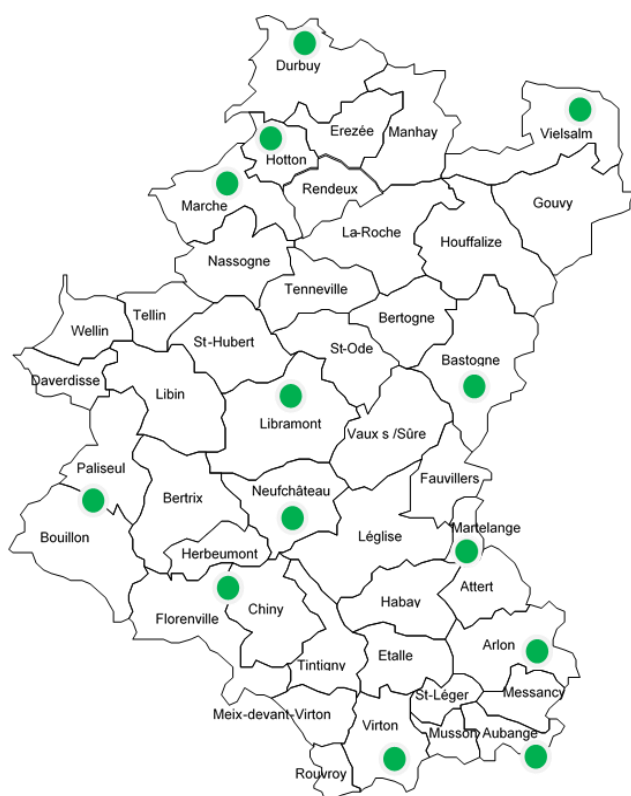 Durbuy
Erezée
Manhay
Vielsalm
Hotton
Rendeux
Marche
Gouvy
La-Roche
Houffalize
Nassogne
Tenneville
Bertogne
Tellin
Wellin
St-Hubert
St-Ode
Bastogne
Daverdisse
Libin
Libramont
Vaux s /Sûre
Paliseul
Fauvillers
Bertrix
Neufchâteau
Martelange
Bouillon
Léglise
Herbeumont
Attert
Habay
Chiny
Florenville
Arlon
Etalle
Tintigny
St-Léger
Messancy
Meix-devant-Virton
Virton
Musson
Aubange
Rouvroy